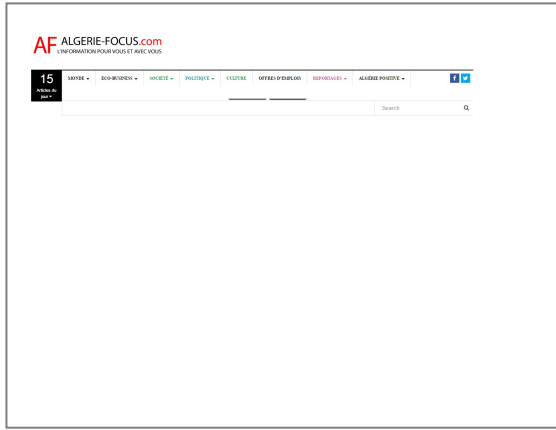 AF ALGERIE-FOCUS.com
L'INFORMATION POUR VOUS ET AVEC VOUS
15
Articles du
jour
MONDE ECO-BUSINESS SOCIÉTÉ POLITIQUE CULTURE OFFRES D'EMPLOIS REPORTAGES ALGÉRIE POSITIVE
Search